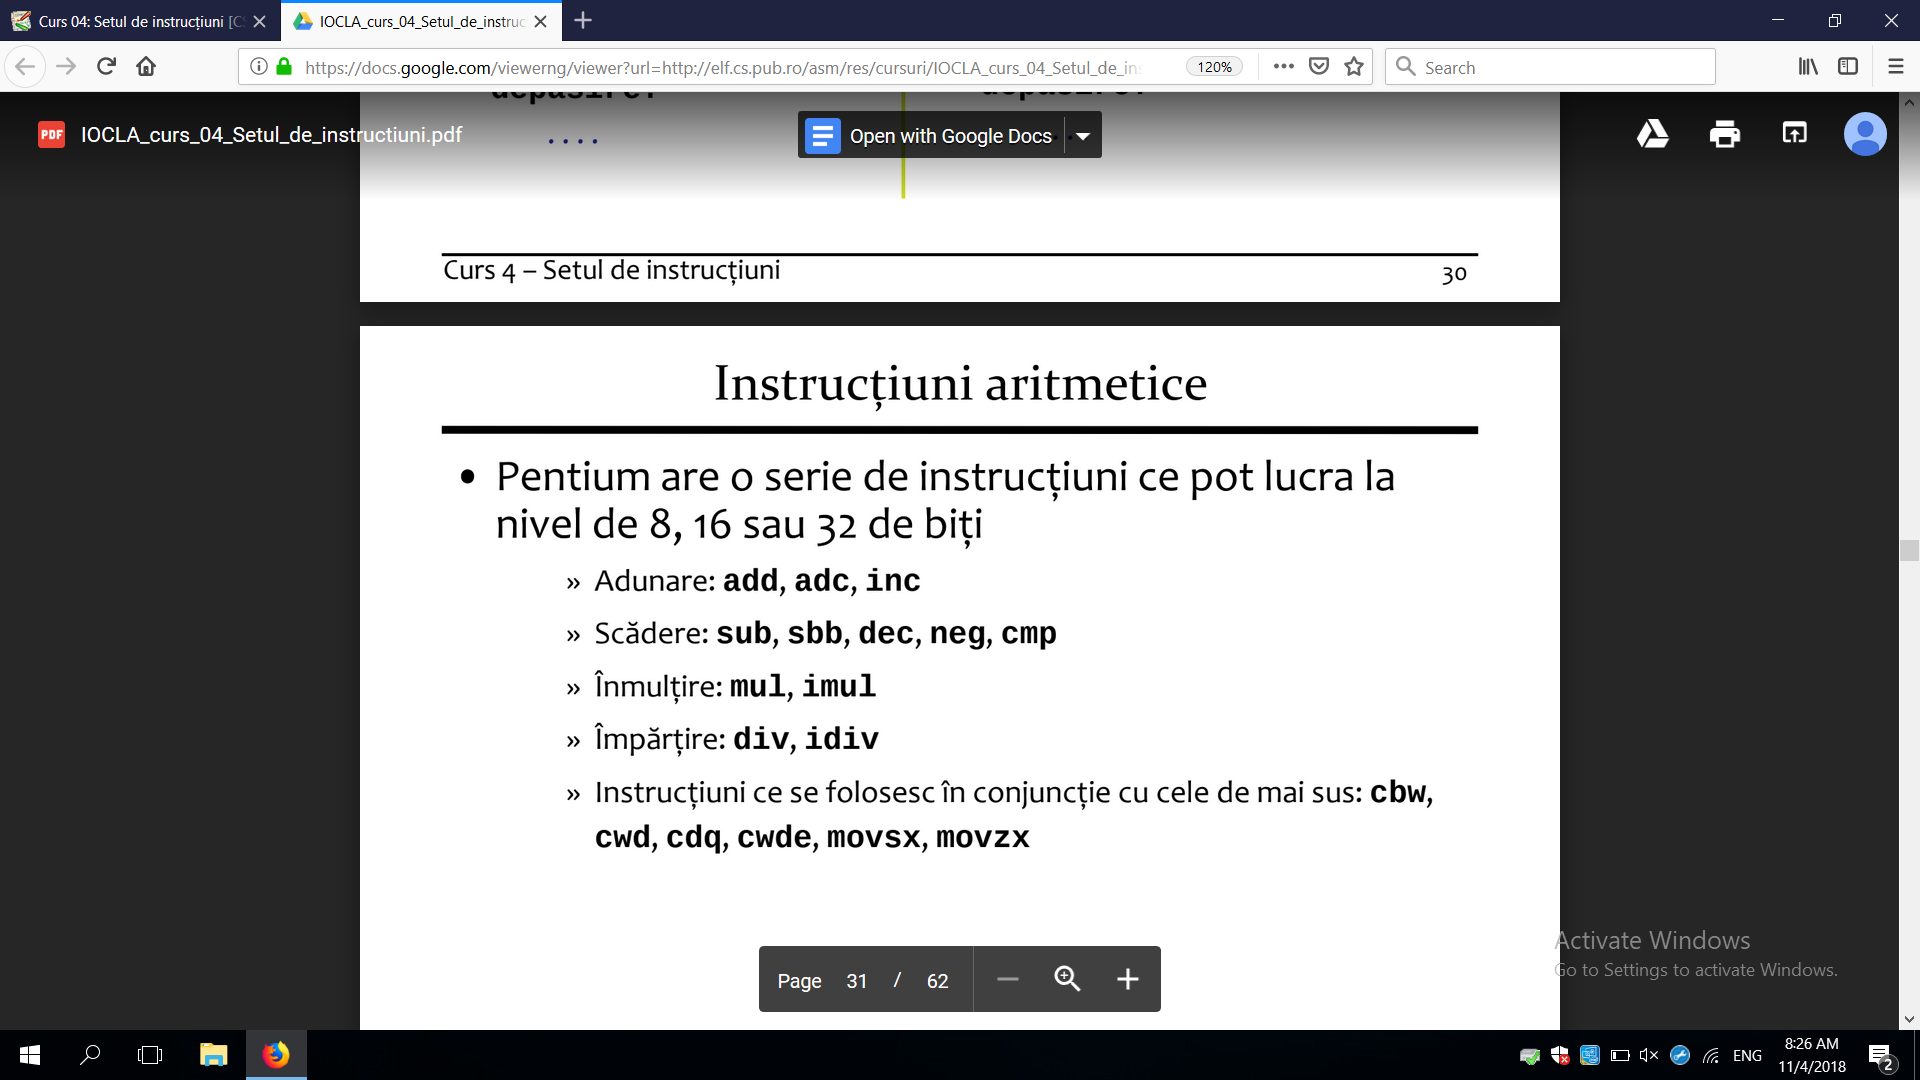 Curs 04: Setul de instrucțiuni [C
IOCLA_curs_04_Setul_de_instruc
https://docs.google.com/viewerng/viewer?url=http://elf.cs.pub.ro/asm/res/cursuri/IOCLA_curs_04_Setul_de_in
120%
Search
depasire?
depasire?
PDF
IOCLA_curs_04_Setul_de_instructiuni.pdf
Open with Google Docs
....
Curs 4 – Setul de instrucțiuni
30
Instrucțiuni aritmetice
• Pentium are o serie de instrucțiuni ce pot lucra la
nivel de 8, 16 sau 32 de biți
» Adunare: add, adc, inc
» Scădere: sub, sbb, dec, neg, cmp
» Înmulțire: mul, imul
» Împărțire: div, idiv
» Instrucțiuni ce se folosesc în conjuncție cu cele de mai sus: cbw,
cwd, cdq, cwde, movsx, movzx
Activate Windows
Go to Settings to activate Windows.
Page 31 / 62
ENG
8:26 AM
11/4/2018
2